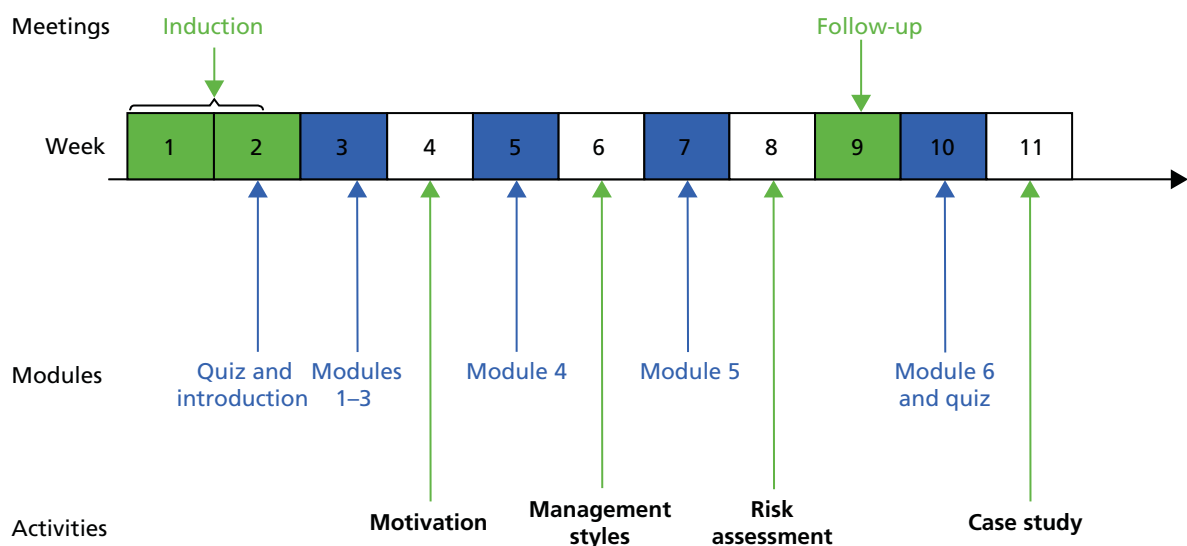 Meetings Induction Follow-up
Week 1 2 3 4 5 6 7 8 9 10 11
Modules
Quiz and
introduction
Modules
1–3
Module 4
Module 5
Module 6
and quiz
Activities
Motivation
Management
styles
Risk
assessment
Case study